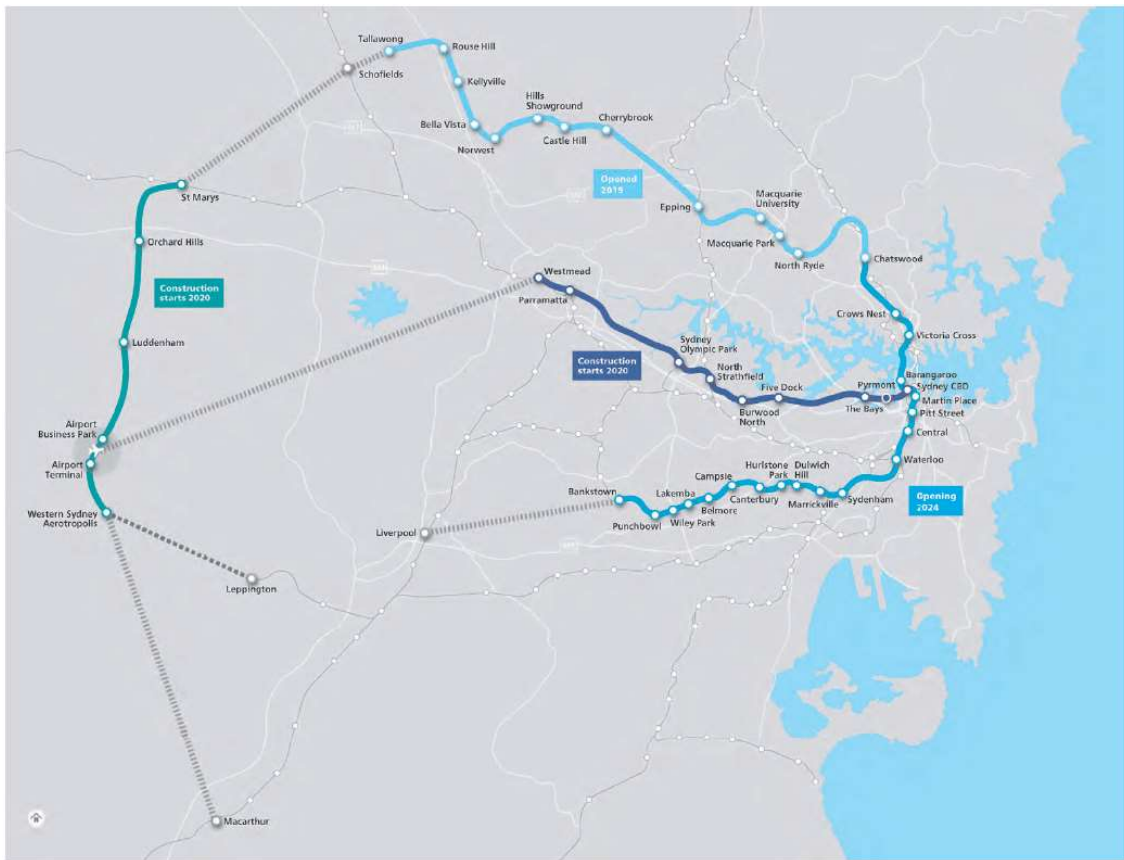 Tallawong
Rouse Hill
Schofields
Kellyville
Hills
Showground
Bella Vista
Cherrybrook
Norwest
Castle Hill
Opened
2019
St Marys
Macquarie
University
Epping
Orchard Hills
Macquarie Park
North Ryde
Chatswood
Westmead
Construction
starts 2020
Parramatta
Crows Nest
Luddenham
Victoria Cross
Sydney
Olympic Park
Construction
starts 2020
North
Strathfield
Barangaroo
Five Dock
Pyrmont
Sydney CBD
Martin Place
The Bays
Burwood
North
Pitt Street
Airport
Business Park
Central
Airport
Terminal
Waterloo
Campsie
Hurlstone
Park
Dulwich
Hill
Bankstown
Lakemba
Canterbury
Sydenham
Opening
2024
Marrickville
Belmore
Wiley Park
Punchbowl
Western Sydney
Aerotropolis
Liverpool
Leppington
Macarthur